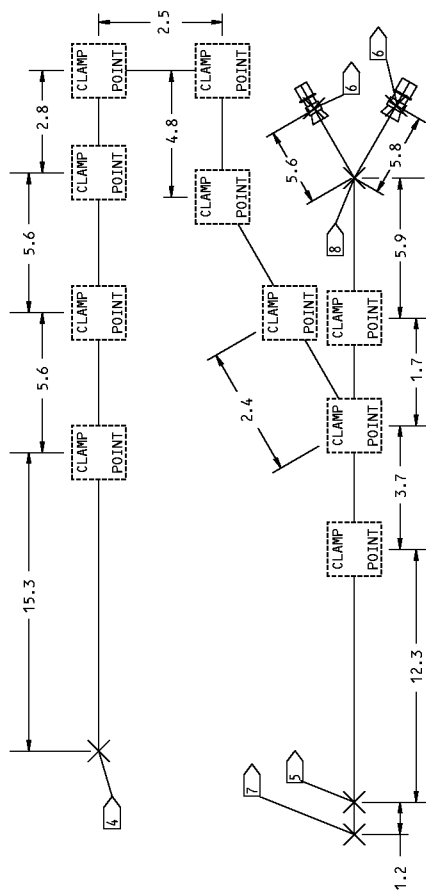 2.5
2.8
5.6
5.6
15.3
CLAMP
POINT
CLAMP
POINT
CLAMP
POINT
CLAMP
POINT
4
4.8
CLAMP
POINT
CLAMP
POINT
CLAMP
POINT
2.4
6
6
5.6
5.8
8
5.9
1.7
3.7
12.3
1.2
CLAMP
POINT
CLAMP
POINT
CLAMP
POINT
5
7